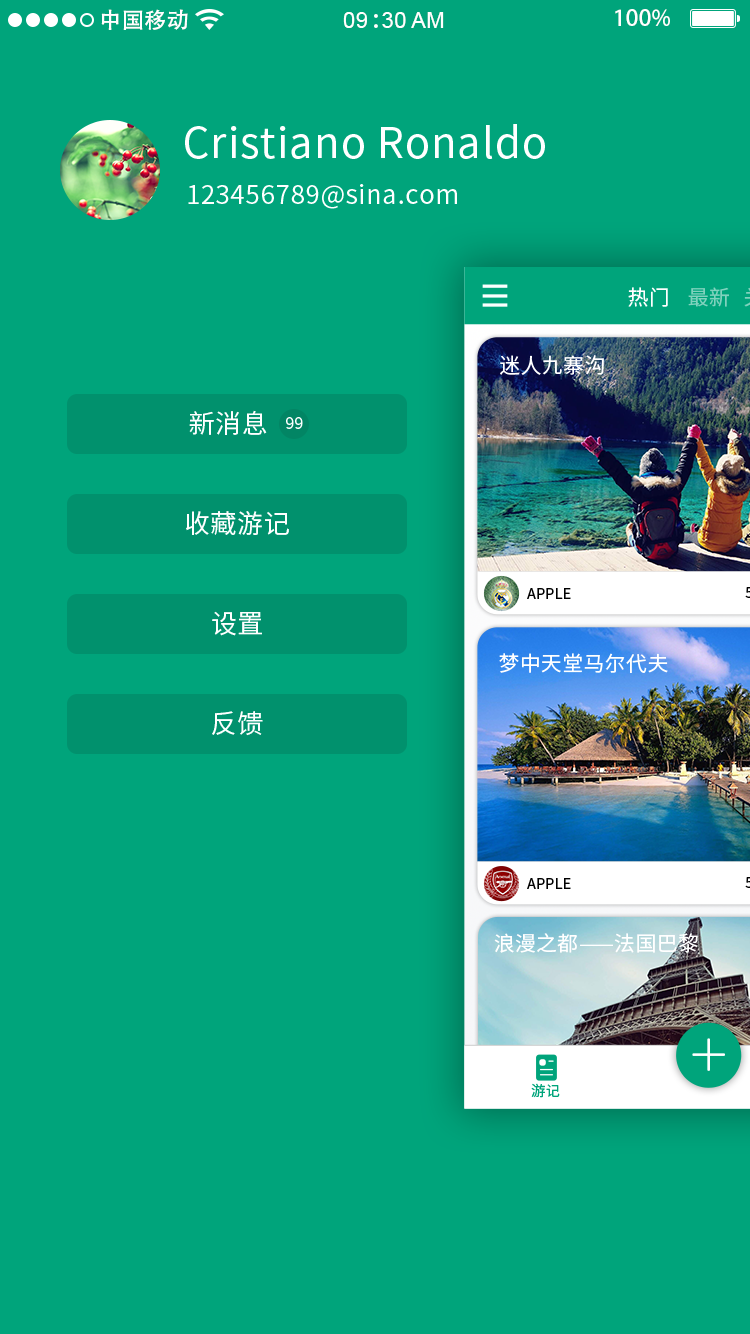 中国移动
09:30 AM
100%
Cristiano Ronaldo
123456789@sina.com
新消息 99
收藏游记
设置
反馈
热门 最新
迷人九寨沟
APPLE 5
梦中天堂马尔代夫
APPLE 5
浪漫之都——法国巴黎
游记